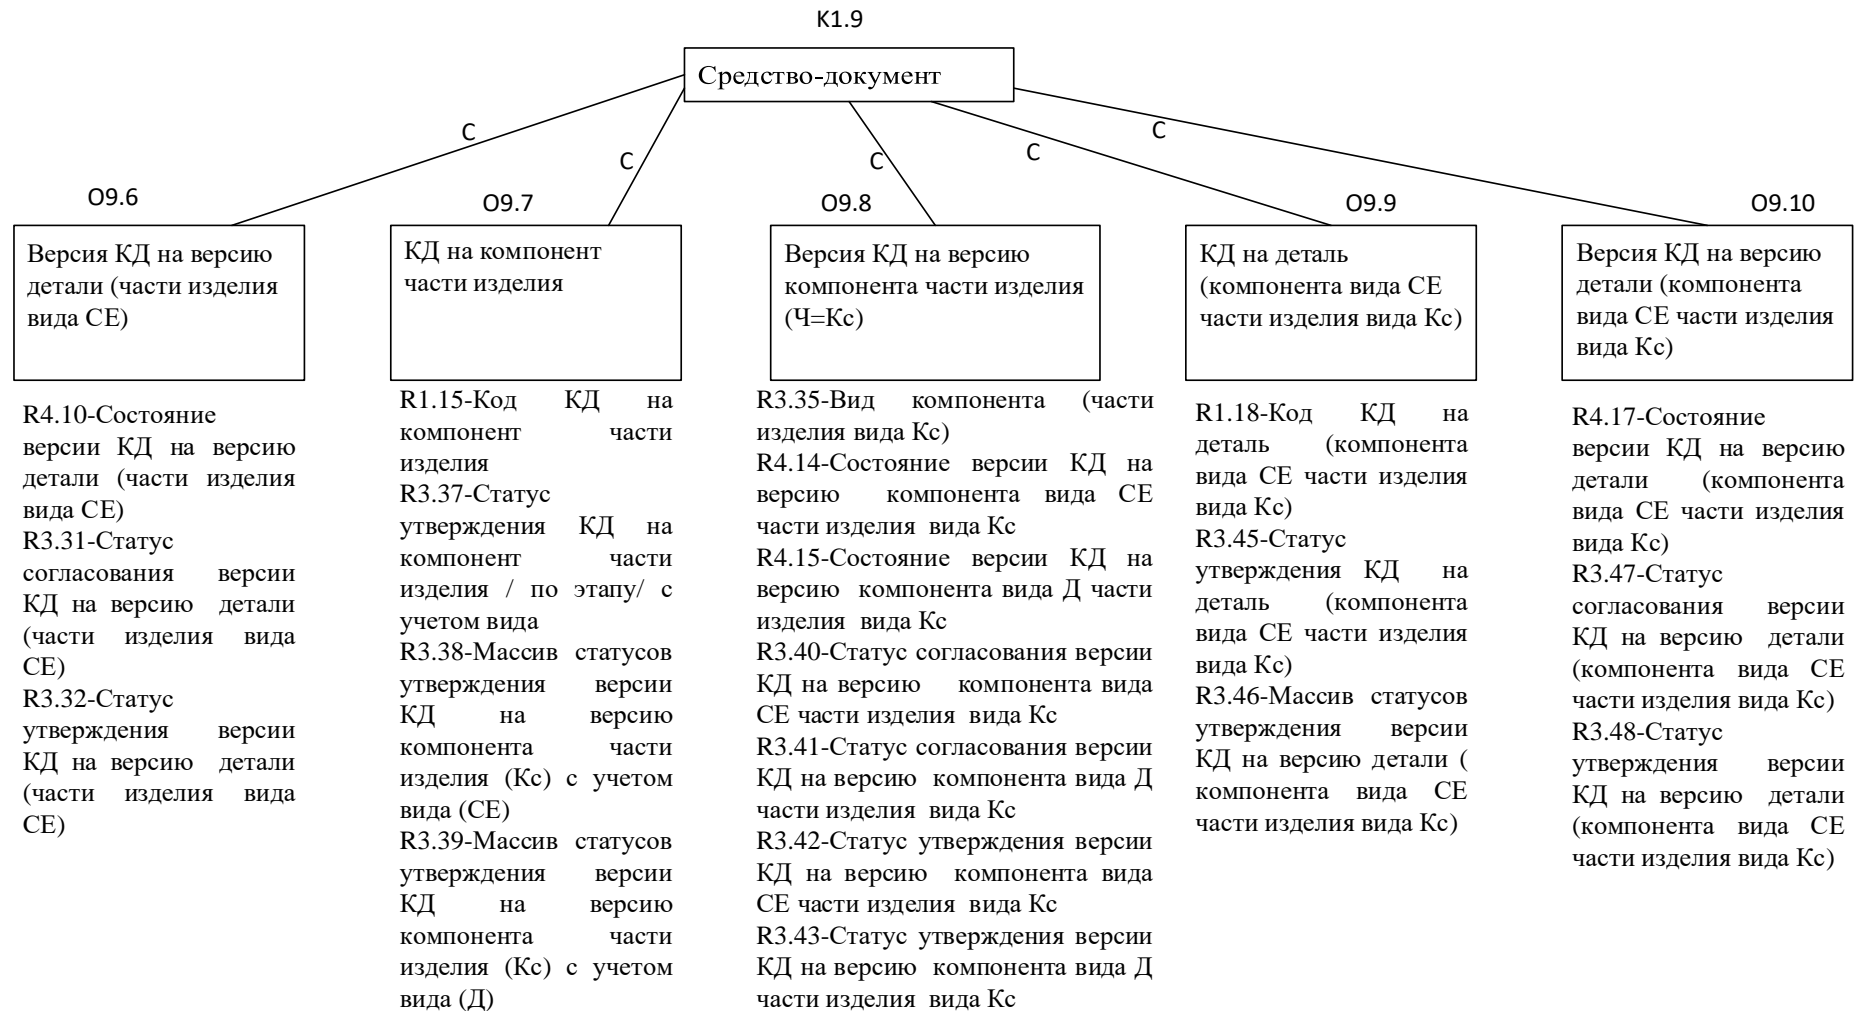 К1.9
Средство-документ
С
С
С
С
С
О9.6
Версия КД на версию
детали (части изделия
вида СЕ)
R4.10-Состояние
версии КД на версию
детали (части изделия
вида СЕ)
R3.31-Статус
согласования версии
КД на версию детали
(части изделия вида
СЕ)
R3.32-Статус
утверждения версии
КД на версию детали
(части изделия вида
СЕ)
О9.7
КД на компонент
части изделия
R1.15-Код КД на
компонент части
изделия
R3.37-Статус
утверждения КД на
компонент части
изделия / по этапу/ с
учетом вида
R3.38-Массив статусов
утверждения версии
КД на версию
компонента части
изделия (Кс) с учетом
вида (СЕ)
R3.39-Массив статусов
утверждения версии
КД на версию
компонента части
изделия (Кс) с учетом
вида (Д)
О9.8
Версия КД на версию
компонента части изделия
(Ч=Кс)
R3.35-Вид компонента (части
изделия вида Кс)
R4.14-Состояние версии КД на
версию компонента вида СЕ
части изделия вида Кс
R4.15-Состояние версии КД на
версию компонента вида Д части
изделия вида Кс
R3.40-Статус согласования версии
КД на версию компонента вида
СЕ части изделия вида Кс
R3.41-Статус согласования версии
КД на версию компонента вида Д
части изделия вида Кс
R3.42-Статус утверждения версии
КД на версию компонента вида
СЕ части изделия вида Кс
R3.43-Статус утверждения версии
КД на версию компонента вида Д
части изделия вида Кс
О9.9
КД на деталь
(компонента вида СЕ
части изделия вида Кс)
R1.18-Код КД на
деталь (компонента
вида СЕ части изделия
вида Кс)
R3.45-Статус
утверждения КД на
деталь (компонента
вида СЕ части изделия
вида Кс)
R3.46-Массив статусов
утверждения версии
КД на версию детали (
компонента вида СЕ
части изделия вида Кс)
О9.10
Версия КД на версию
детали (компонента
вида СЕ части изделия
вида Кс)
R4.17-Состояние
версии КД на версию
детали (компонента
вида СЕ части изделия
вида Кс)
R3.47-Статус
согласования версии
КД на версию детали
(компонента вида СЕ
части изделия вида Кс)
R3.48-Статус
утверждения версии
КД на версию детали
(компонента вида СЕ
части изделия вида Кс)